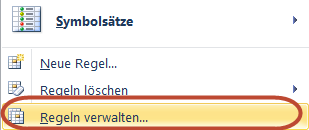 Symbolsätze
Neue Regel...
Regeln löschen
Regeln verwalten...